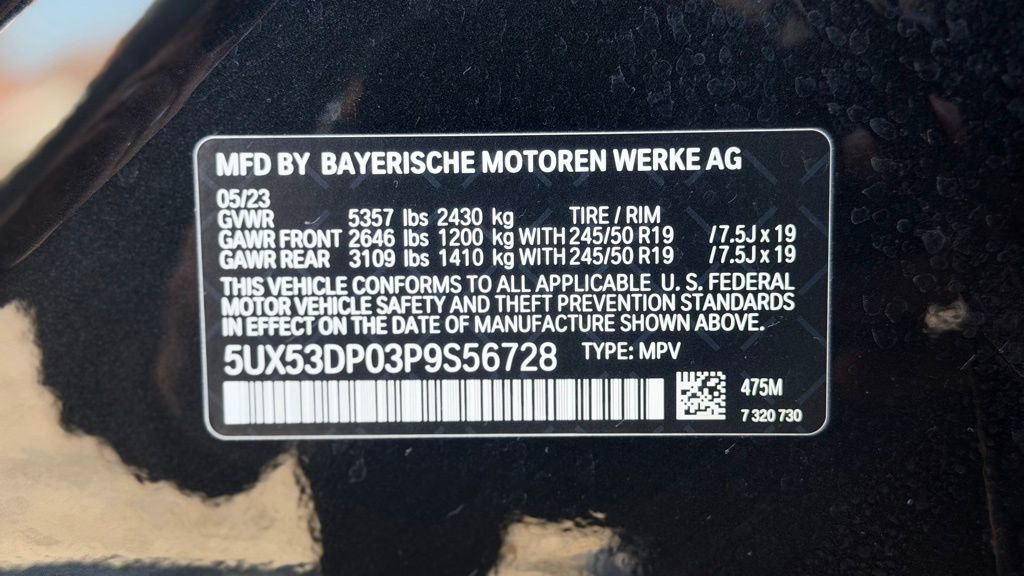 MFD BY BAYERISCHE MOTOREN WERKE AG
05/23
GVWR 5357 lbs 2430 kg TIRE / RIM
GAWR FRONT 2646 lbs 1200 kg WITH 245/50 R19 / 7.5J x 19
GAWR REAR 3109 lbs 1410 kg WITH 245/50 R19 / 7.5J x 19
THIS VEHICLE CONFORMS TO ALL APPLICABLE U. S. FEDERAL
MOTOR VEHICLE SAFETY AND THEFT PREVENTION STANDARDS
IN EFFECT ON THE DATE OF MANUFACTURE SHOWN ABOVE.
5UX53DP03P9S56728 TYPE: MPV
475M
7 320 730